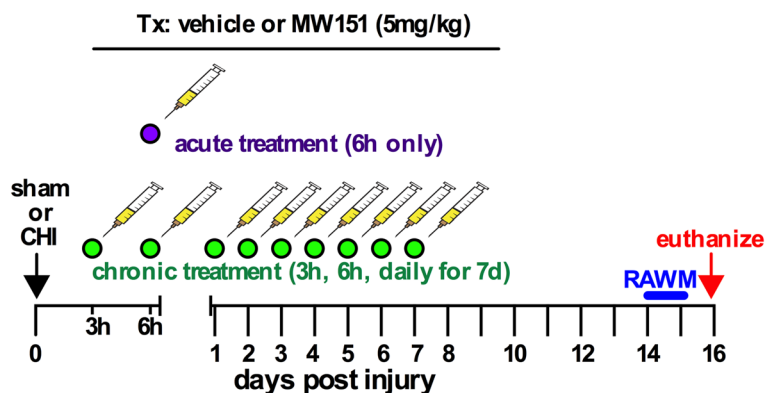 Tx: vehicle or MW151 (5mg/kg)
acute treatment (6h only)
sham
or
CHI
chronic treatment (3h, 6h, daily for 7d)
euthanize
RAWM
3h 6h
0 1 2 3 4 5 6 7 8 10 12 14 16
days post injury